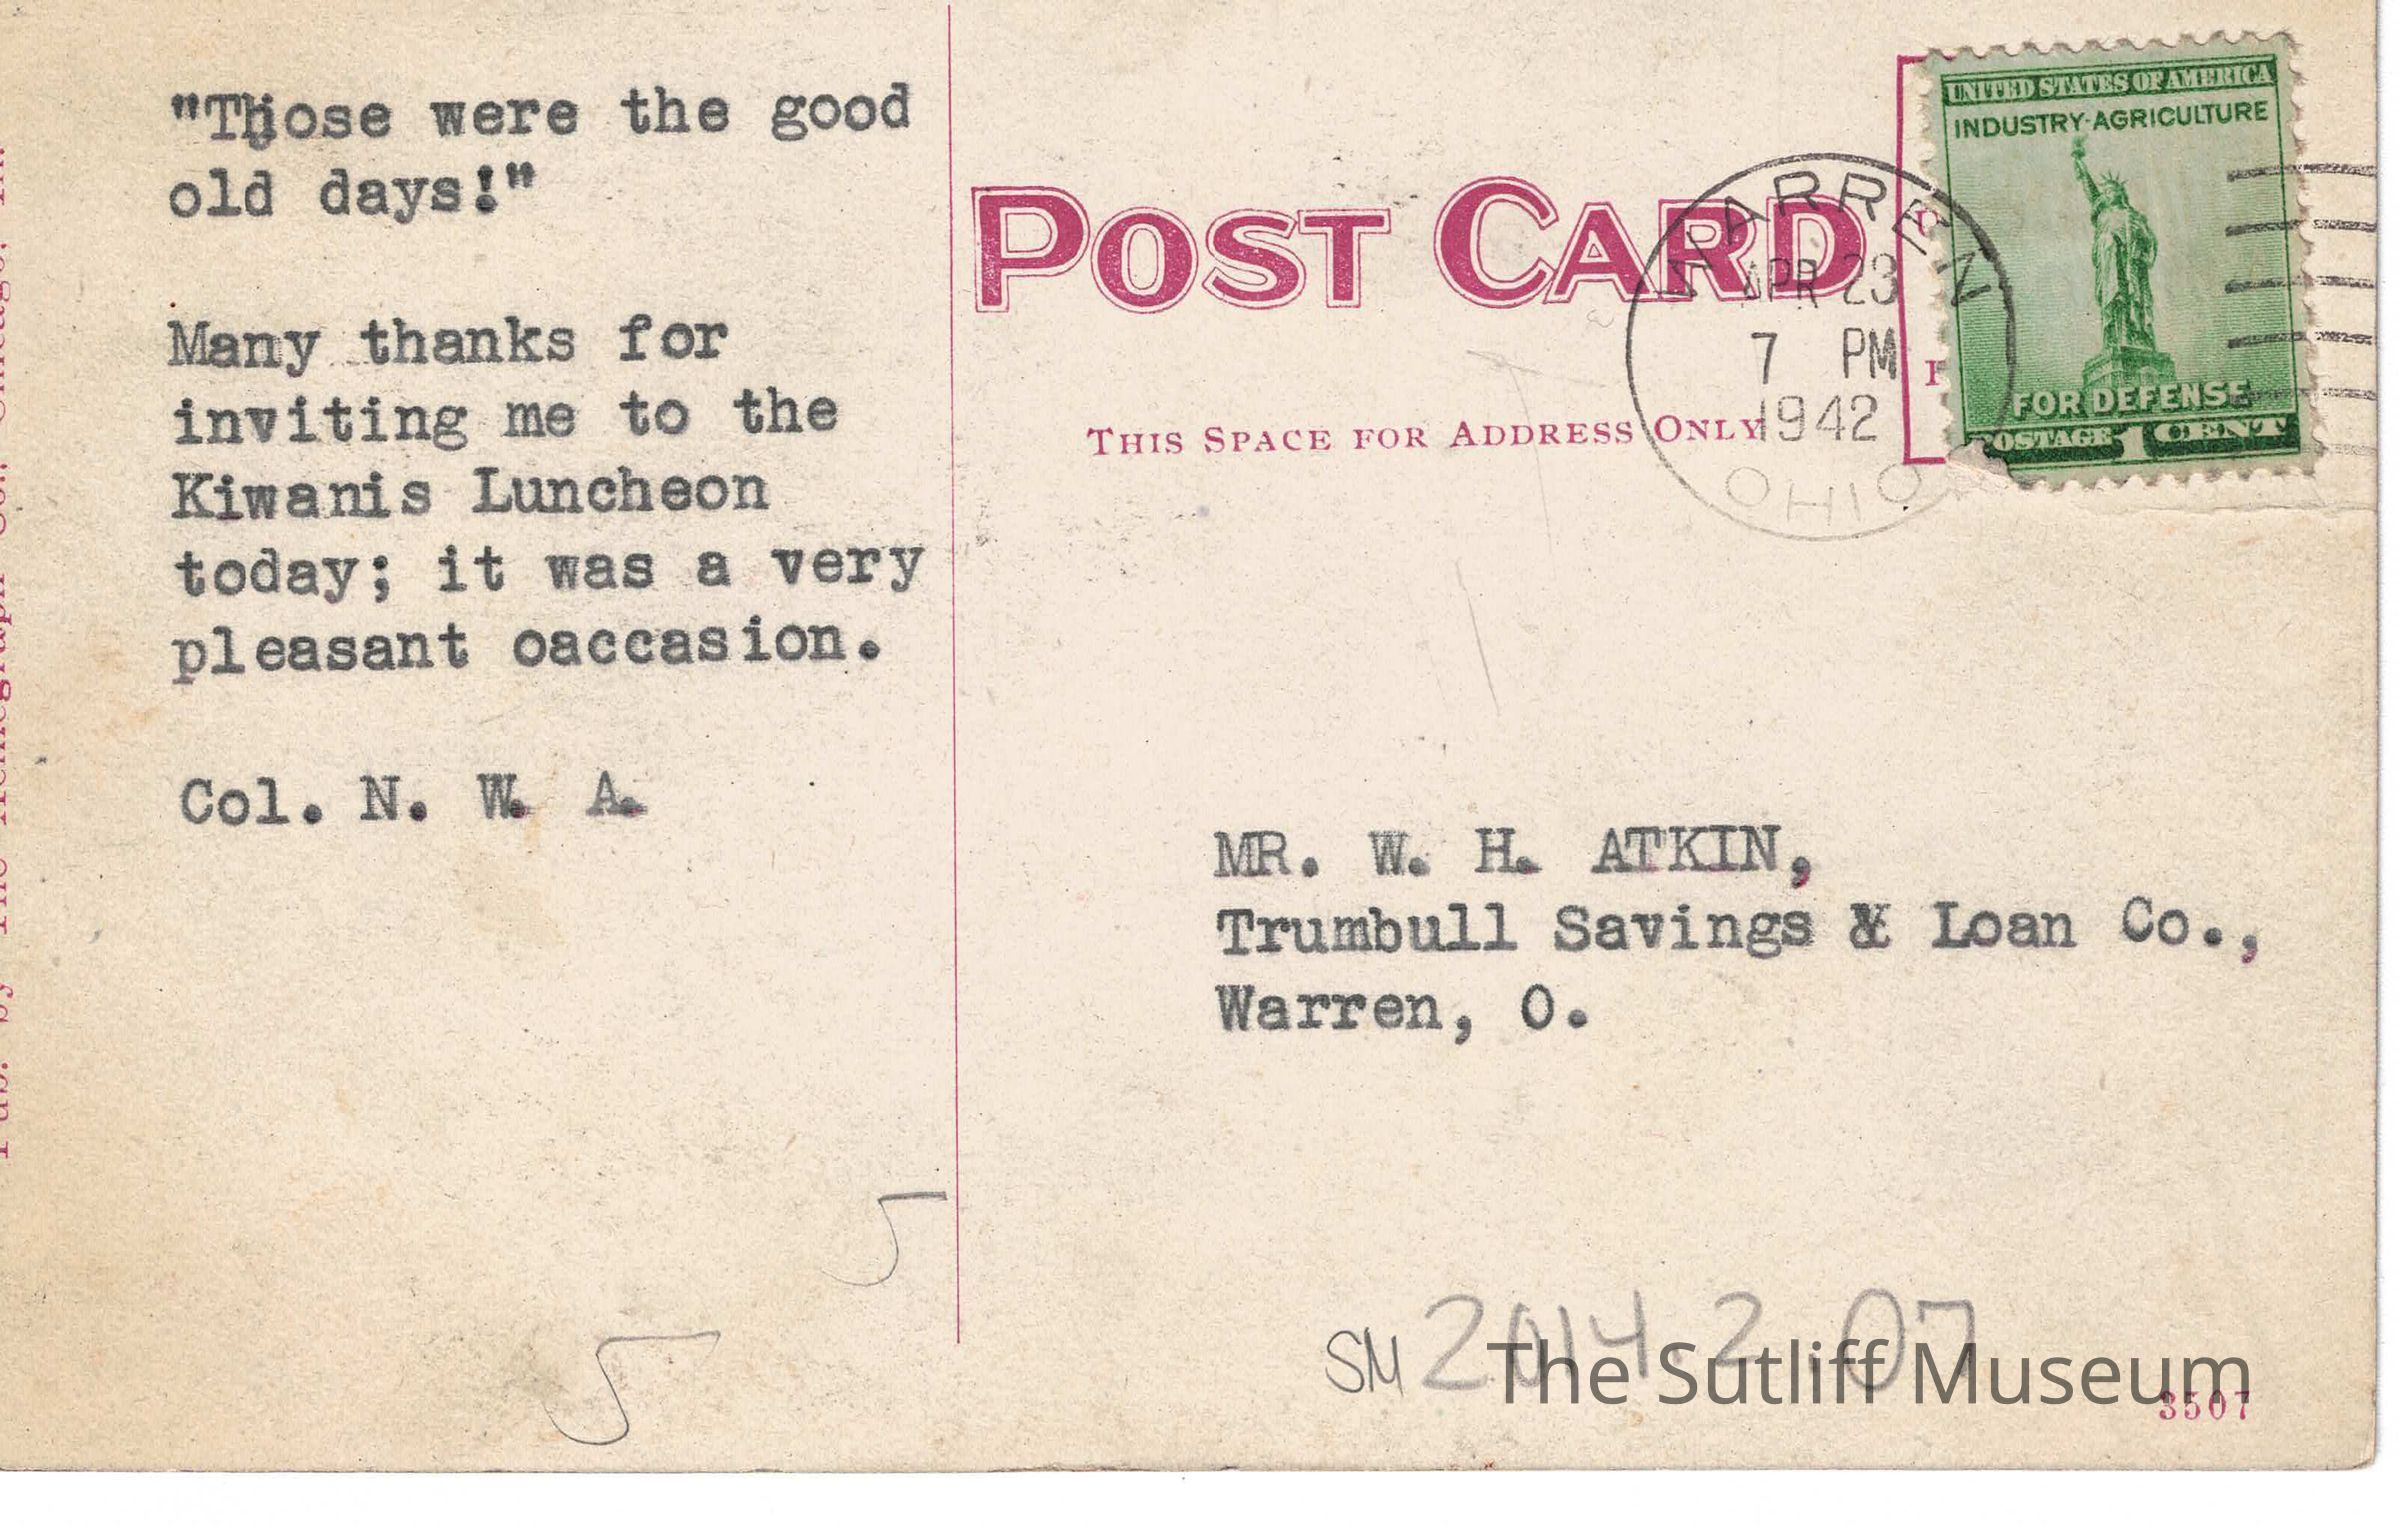 "Those were the good
old days!"
Many thanks for
inviting me to the
Kiwanis Luncheon
today; it was a very
pleasant oaccasion.
Col. N. W. A.
POST CARD
THIS SPACE FOR ADDRESS ONLY
WARREN
APR 23
7 PM
1942
OHIO
UNITED STATES OF AMERICA
INDUSTRY-AGRICULTURE
FOR DEFENSE
POSTAGE 1 CENT
MR. W. H. ATKIN,
Trumbull Savings & Loan Co.,
Warren, O.
5
5
SM 2014.2.07
The Sutliff Museum
3507